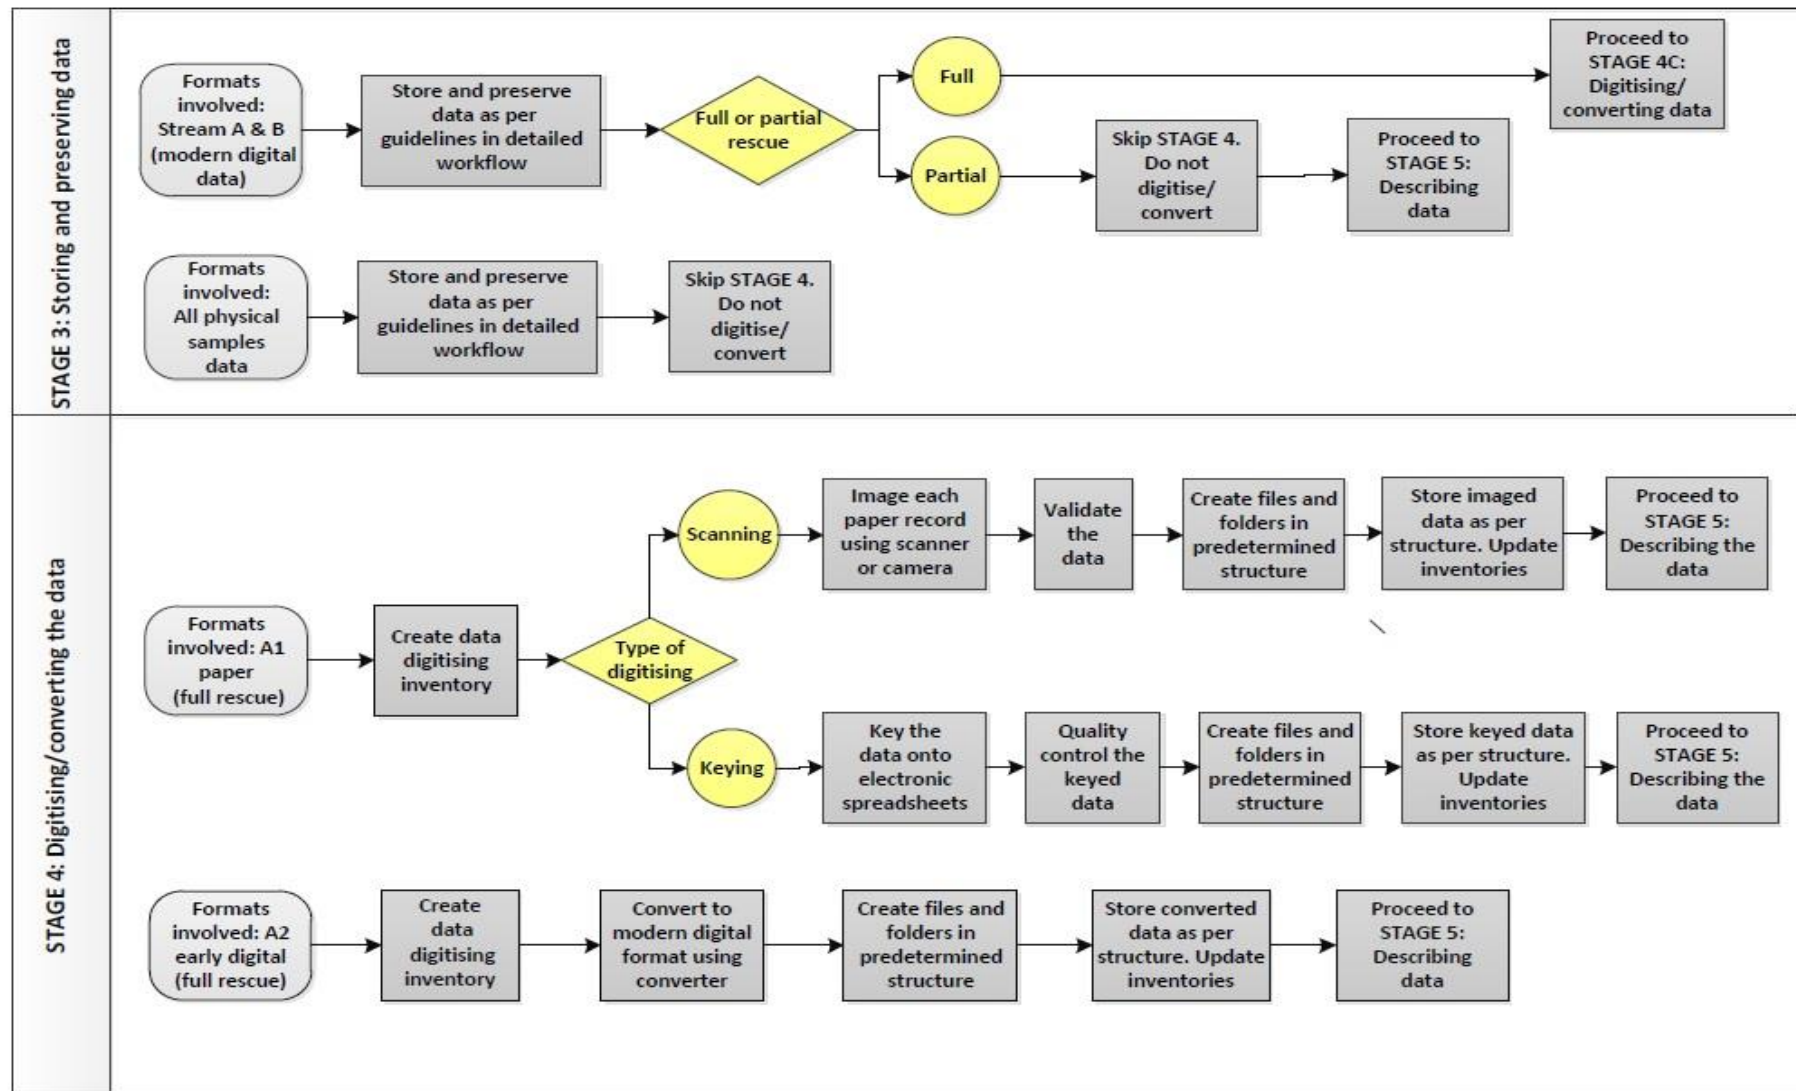 STAGE 3: Storing and preserving data
Formats
involved:
Stream A & B
(modern digital
data)
Store and preserve
data as per
guidelines in detailed
workflow
Full or partial
rescue
Full
Proceed to
STAGE 4C:
Digitising/
converting data
Partial
Skip STAGE 4.
Do not
digitise/
convert
Proceed to
STAGE 5:
Describing
data
Formats
involved:
All physical
samples
data
Store and preserve
data as per
guidelines in detailed
workflow
Skip STAGE 4.
Do not
digitise/
convert
STAGE 4: Digitising/converting the data
Formats
involved: A1
paper
(full rescue)
Create data
digitising
inventory
Type of
digitising
Scanning
Image each
paper record
using scanner
or camera
Validate
the
data
Create files and
folders in
predetermined
structure
Store imaged
data as per
structure. Update
inventories
Proceed to
STAGE 5:
Describing the
data
Keying
Key the
data onto
electronic
spreadsheets
Quality
control the
keyed
data
Create files and
folders in
predetermined
structure
Store keyed data
as per structure.
Update
inventories
Proceed to
STAGE 5:
Describing the
data
Formats
involved: A2
early digital
(full rescue)
Create
data
digitising
inventory
Convert to
modern digital
format using
converter
Create files and
folders in
predetermined
structure
Store converted
data as per
structure. Update
inventories
Proceed to
STAGE 5:
Describing
data